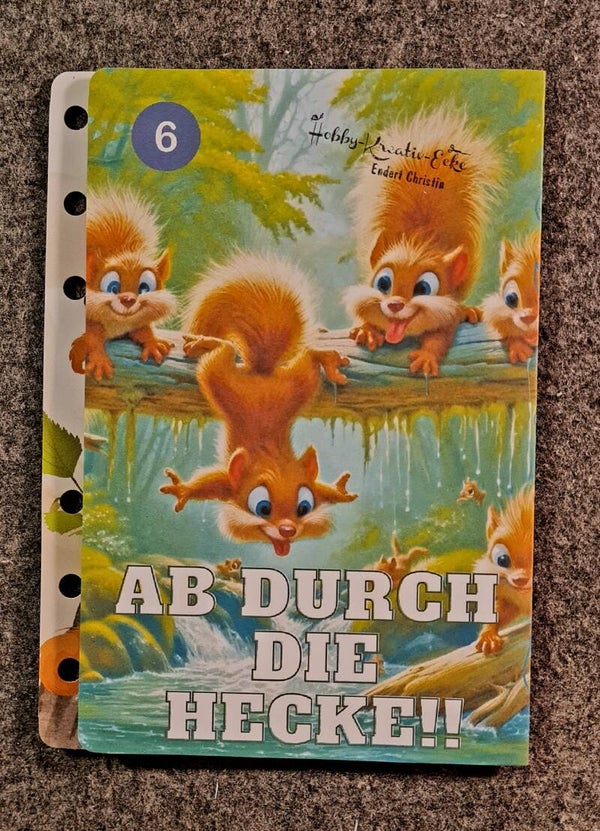 6
Hobby-Kreativ-Ecke
Endert Christin
AB DURCH
DIE
HECKE!!